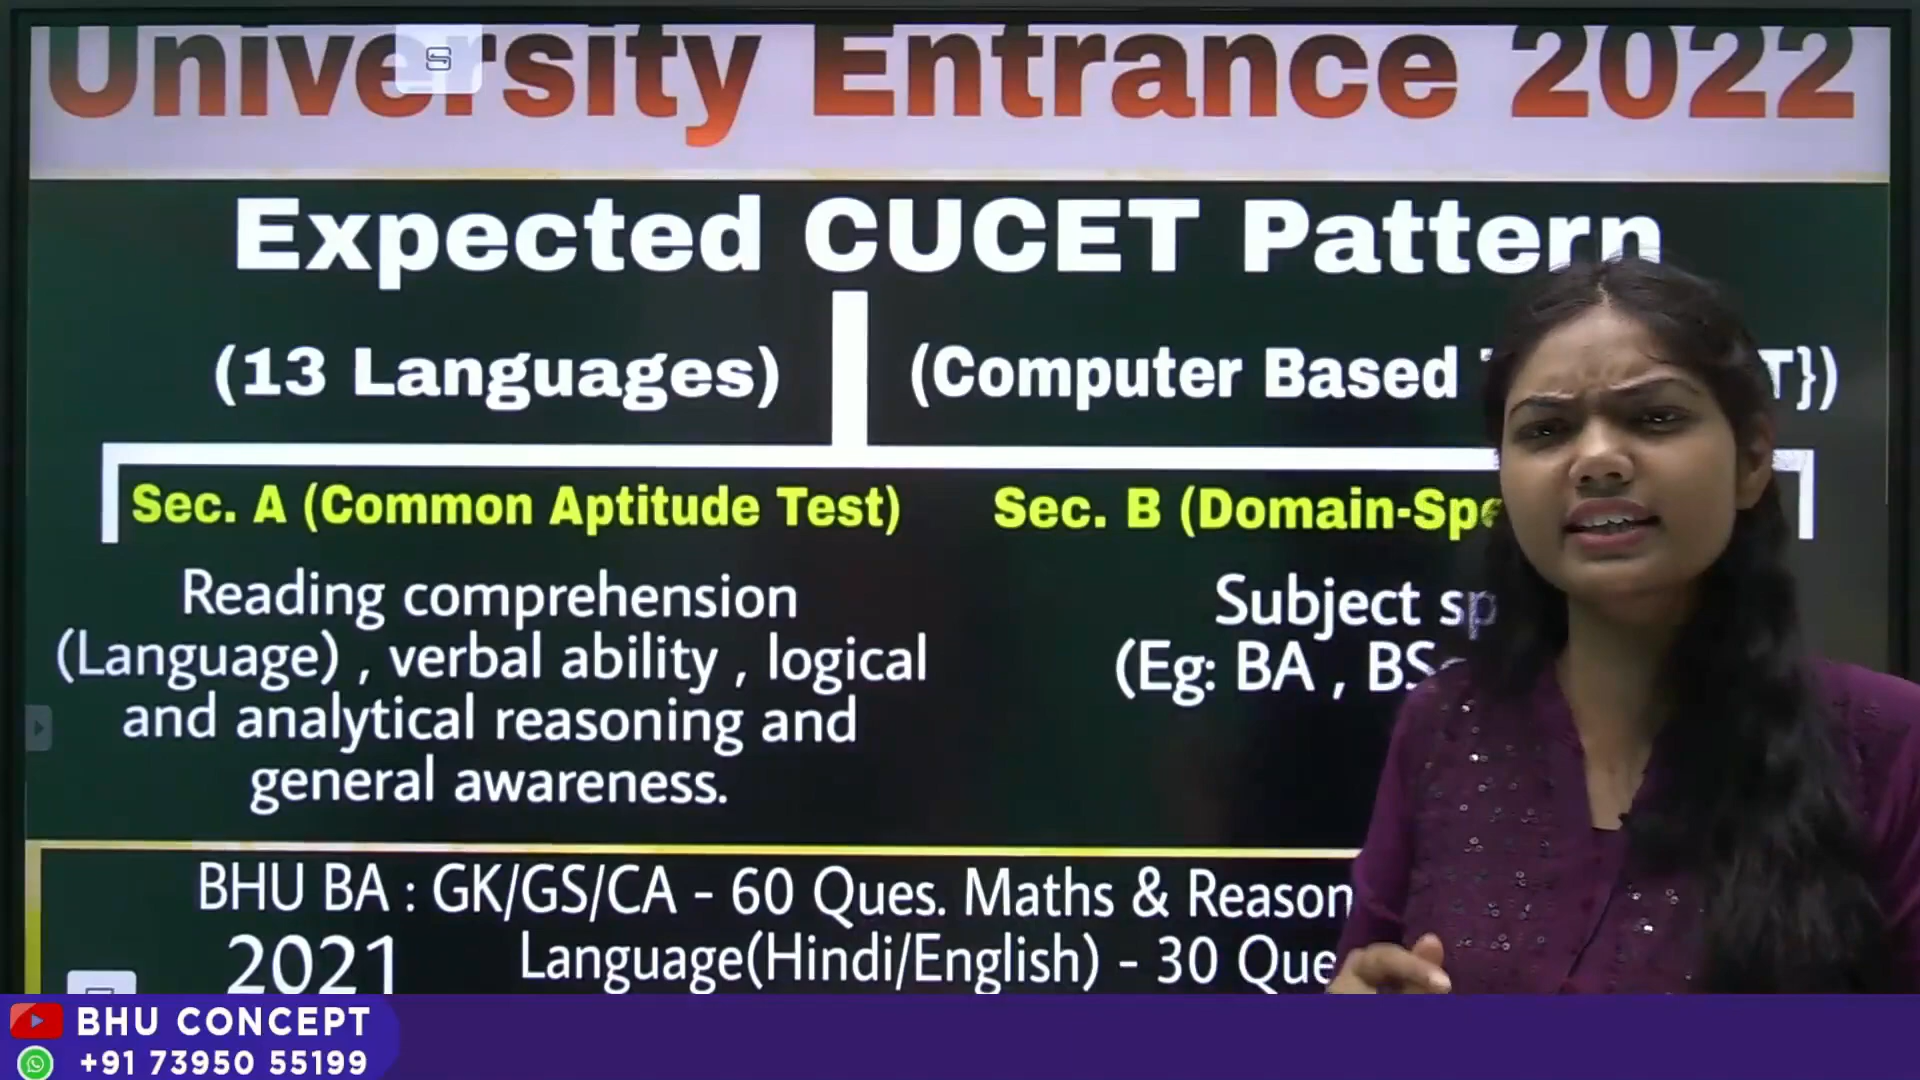 University Entrance 2022
Expected CUCET Pattern
(13 Languages)
(Computer Based T})
Sec. A (Common Aptitude Test)
Reading comprehension
(Language) , verbal ability , logical
and analytical reasoning and
general awareness.
Sec. B (Domain-Spe
Subject sp
(Eg: BA , BSc
BHU BA : GK/GS/CA - 60 Ques. Maths & Reason
2021 Language(Hindi/English) - 30 Que
BHU CONCEPT
+91 73950 55199